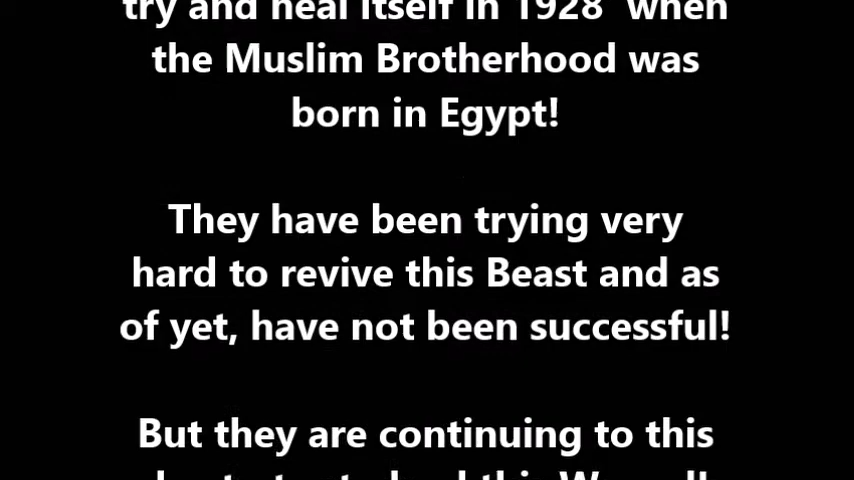 try and heal itself in 1928 when
the Muslim Brotherhood was
born in Egypt!
They have been trying very
hard to revive this Beast and as
of yet, have not been successful!
But they are continuing to this